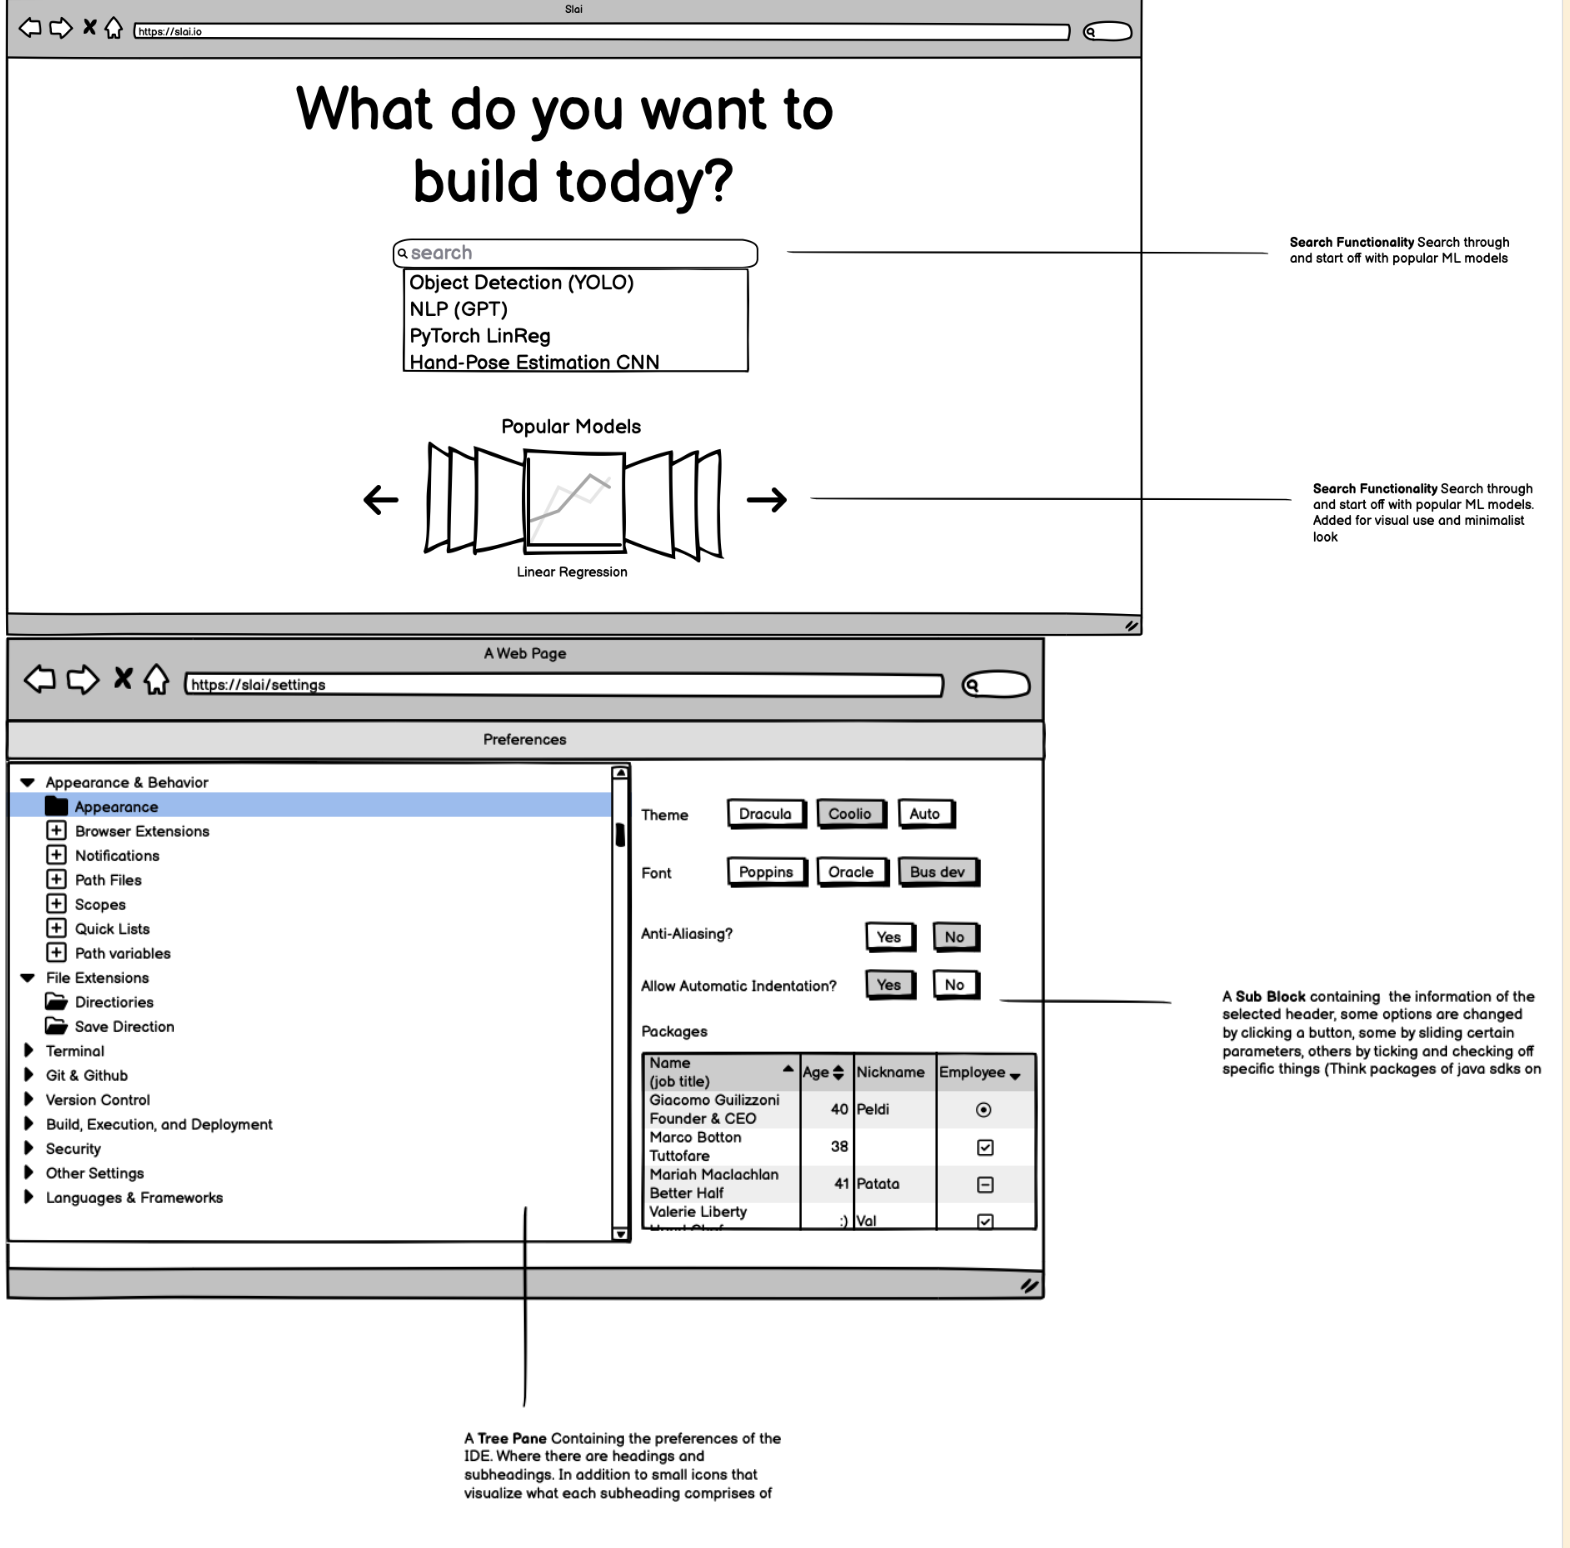 Slai
https://slai.io
What do you want to
build today?
search
Object Detection (YOLO)
NLP (GPT)
PyTorch LinReg
Hand-Pose Estimation CNN
Search Functionality Search through
and start off with popular ML models
Popular Models
Linear Regression
Search Functionality Search through
and start off with popular ML models.
Added for visual use and minimalist
look
A Web Page
https://slai/settings
Preferences
Appearance & Behavior
Appearance
Browser Extensions
Notifications
Path Files
Scopes
Quick Lists
Path variables
File Extensions
Directiories
Save Direction
Terminal
Git & Github
Version Control
Build, Execution, and Deployment
Security
Other Settings
Languages & Frameworks
Theme Dracula Coolio Auto
Font Poppins Oracle Bus dev
Anti-Aliasing? Yes No
Allow Automatic Indentation? Yes No
Packages
Name
(job title) Age Nickname Employee
Giacomo Guilizzoni
Founder & CEO 40 Peldi
Marco Botton
Tuttofare 38
Mariah Maclachlan
Better Half 41 Patata
Valerie Liberty :) Val
A Sub Block containing the information of the
selected header, some options are changed
by clicking a button, some by sliding certain
parameters, others by ticking and checking off
specific things (Think packages of java sdks on
A Tree Pane Containing the preferences of the
IDE. Where there are headings and
subheadings. In addition to small icons that
visualize what each subheading comprises of